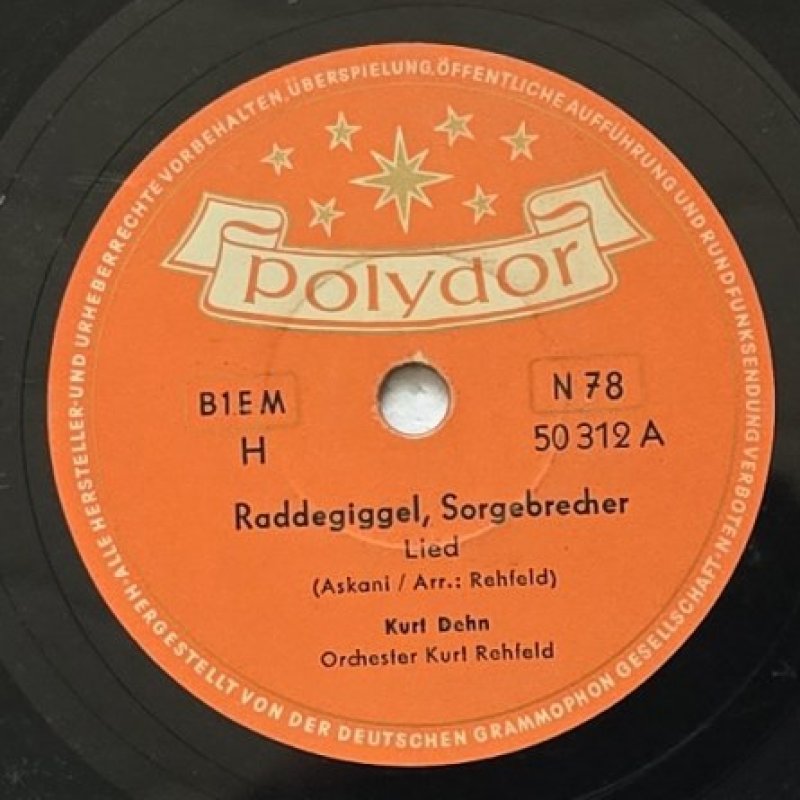 ALLE HERSTELLER- UND URHEBERRECHTE VORBEHALTEN, ÜBERSPIELUNG, ÖFFENTLICHE AUFFÜHRUNG UND RUNDFUNKSENDUNG VERBOTEN
polydor
BIEM
N 78
H
50 312 A
Raddegiggel, Sorgebrecher
Lied
(Askani / Arr.: Rehfeld)
Kurt Dehn
Orchester Kurt Rehfeld
HERGESTELLT VON DER DEUTSCHEN GRAMMOPHON GESELLSCHAFT